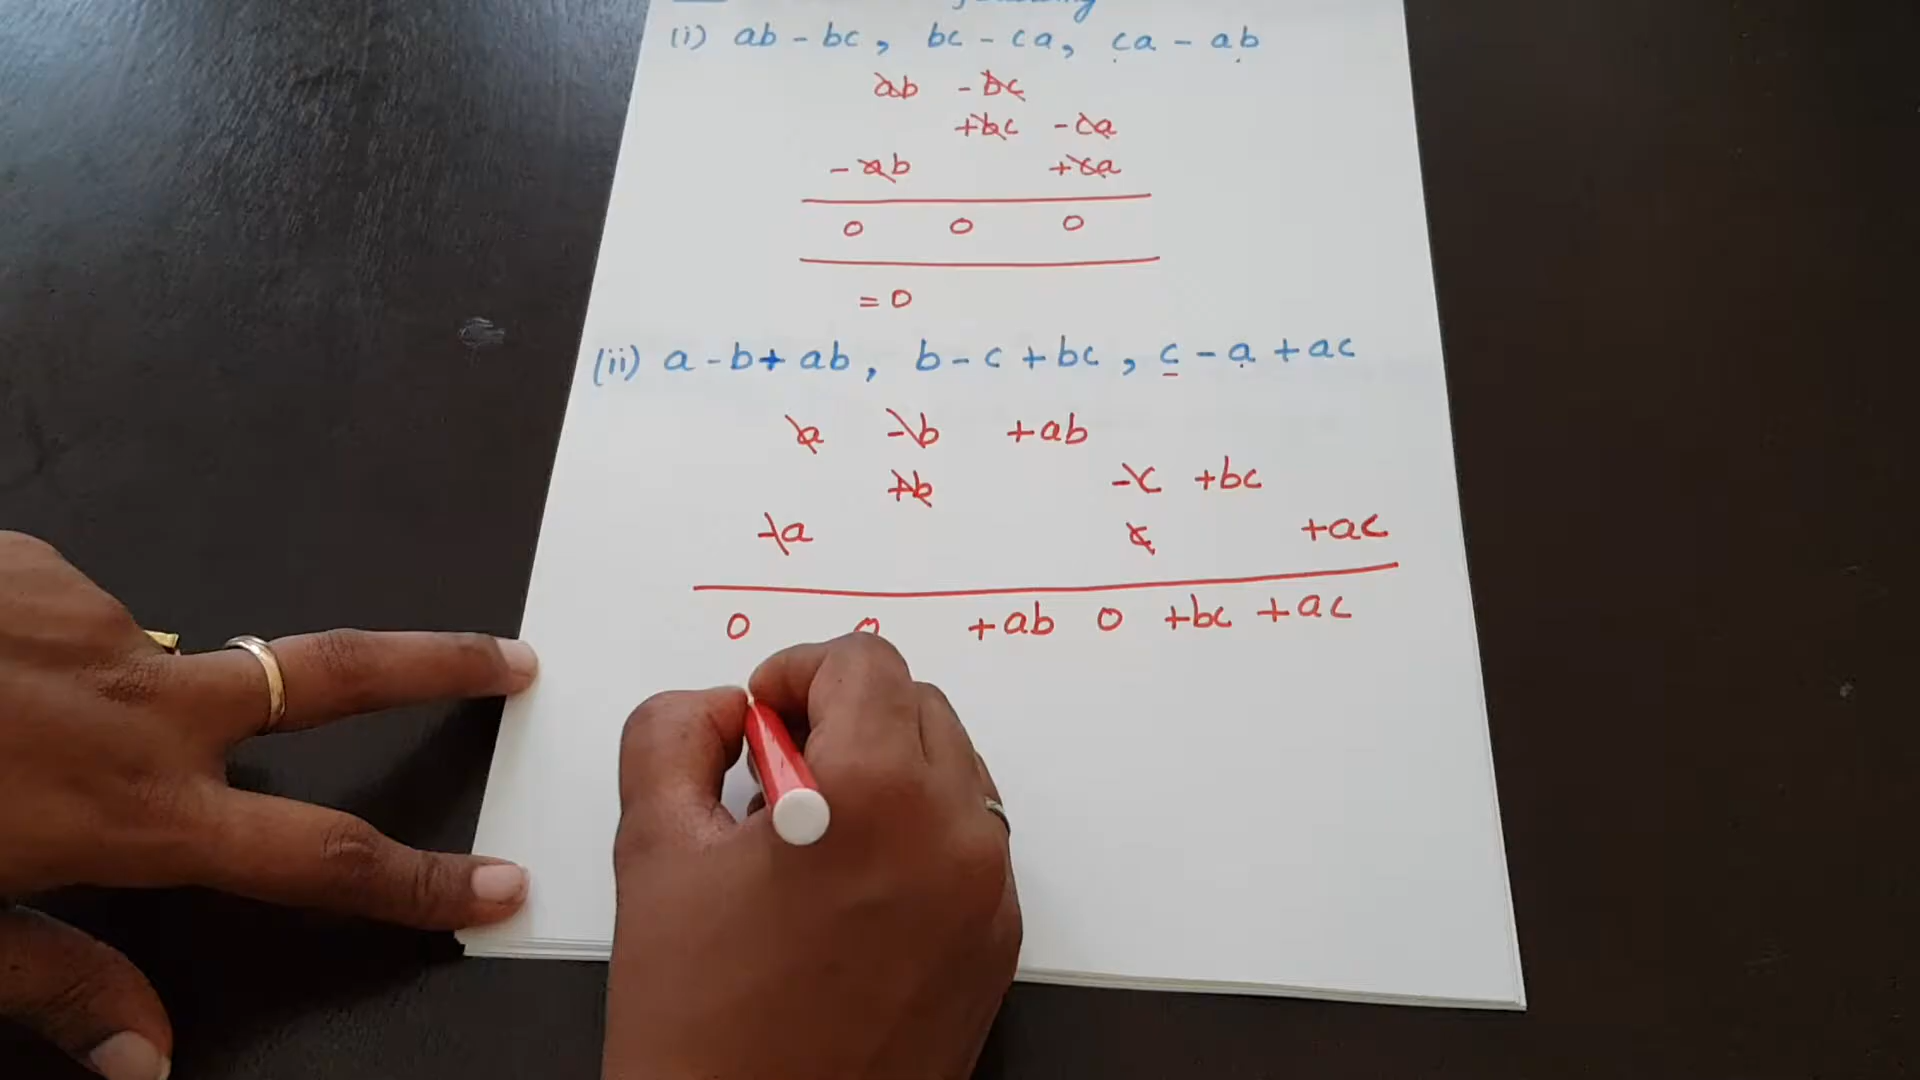 (i) ab - bc, bc - ca, ca - ab
ab - bc
+bc - ca
- ab +ca
0 0 0
= 0
(ii) a - b + ab, b - c + bc, c - a + ac
a - b + ab
+b - c + bc
- a c + ac
0 0 + ab 0 + bc + ac